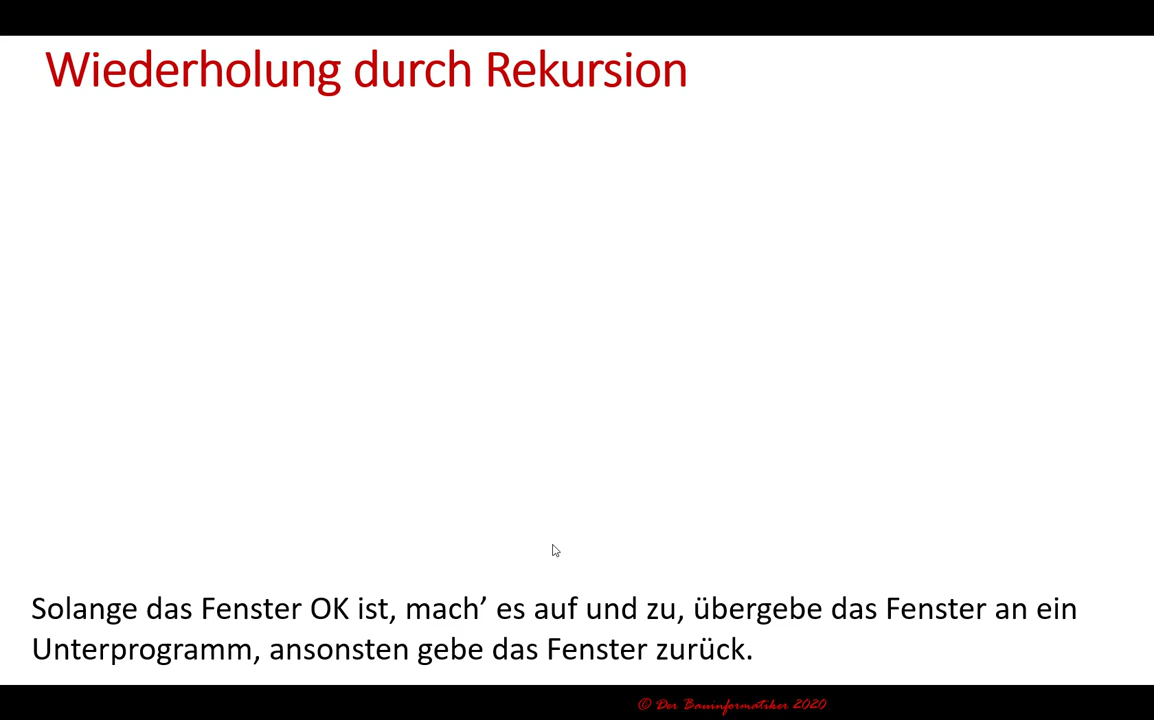 Wiederholung durch Rekursion
Solange das Fenster OK ist, mach’ es auf und zu, übergebe das Fenster an ein
Unterprogramm, ansonsten gebe das Fenster zurück.
© Der Bauinformatiker 2020